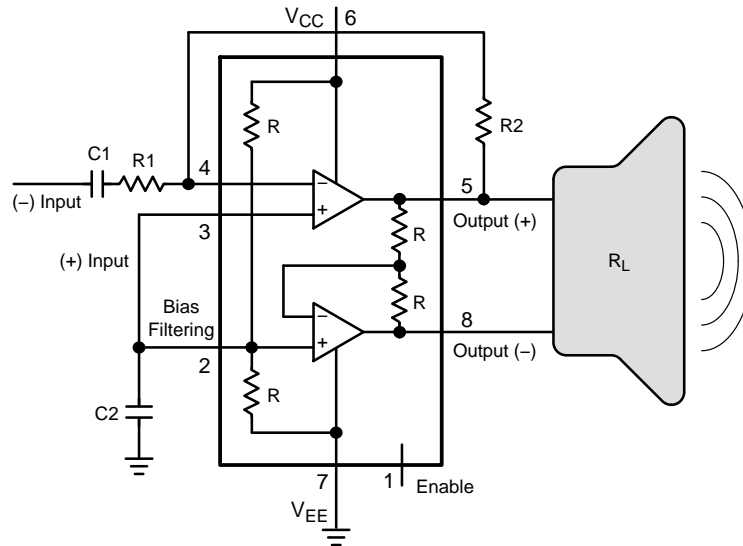 VCC 6
R
R2
C1 R1
4
5
(–) Input
Output (+)
3
R
RL
(+) Input
R
Bias
Filtering
8
2
Output (–)
R
C2
7
1
Enable
VEE
–
+
–
+